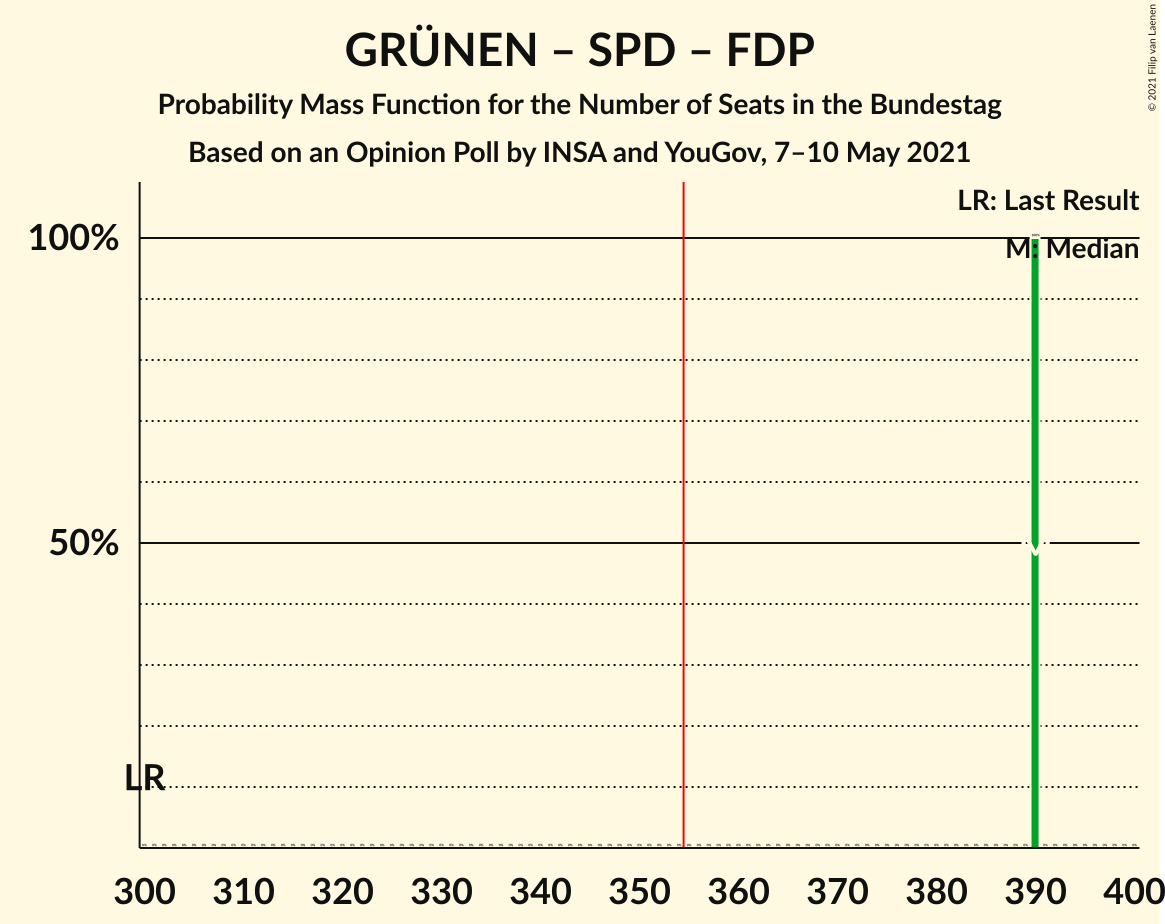 GRÜNEN – SPD – FDP
Probability Mass Function for the Number of Seats in the Bundestag
Based on an Opinion Poll by INSA and YouGov, 7–10 May 2021
© 2021 Filip van Laenen
LR: Last Result
M: Median
100%
50%
LR
300 310 320 330 340 350 360 370 380 390 400